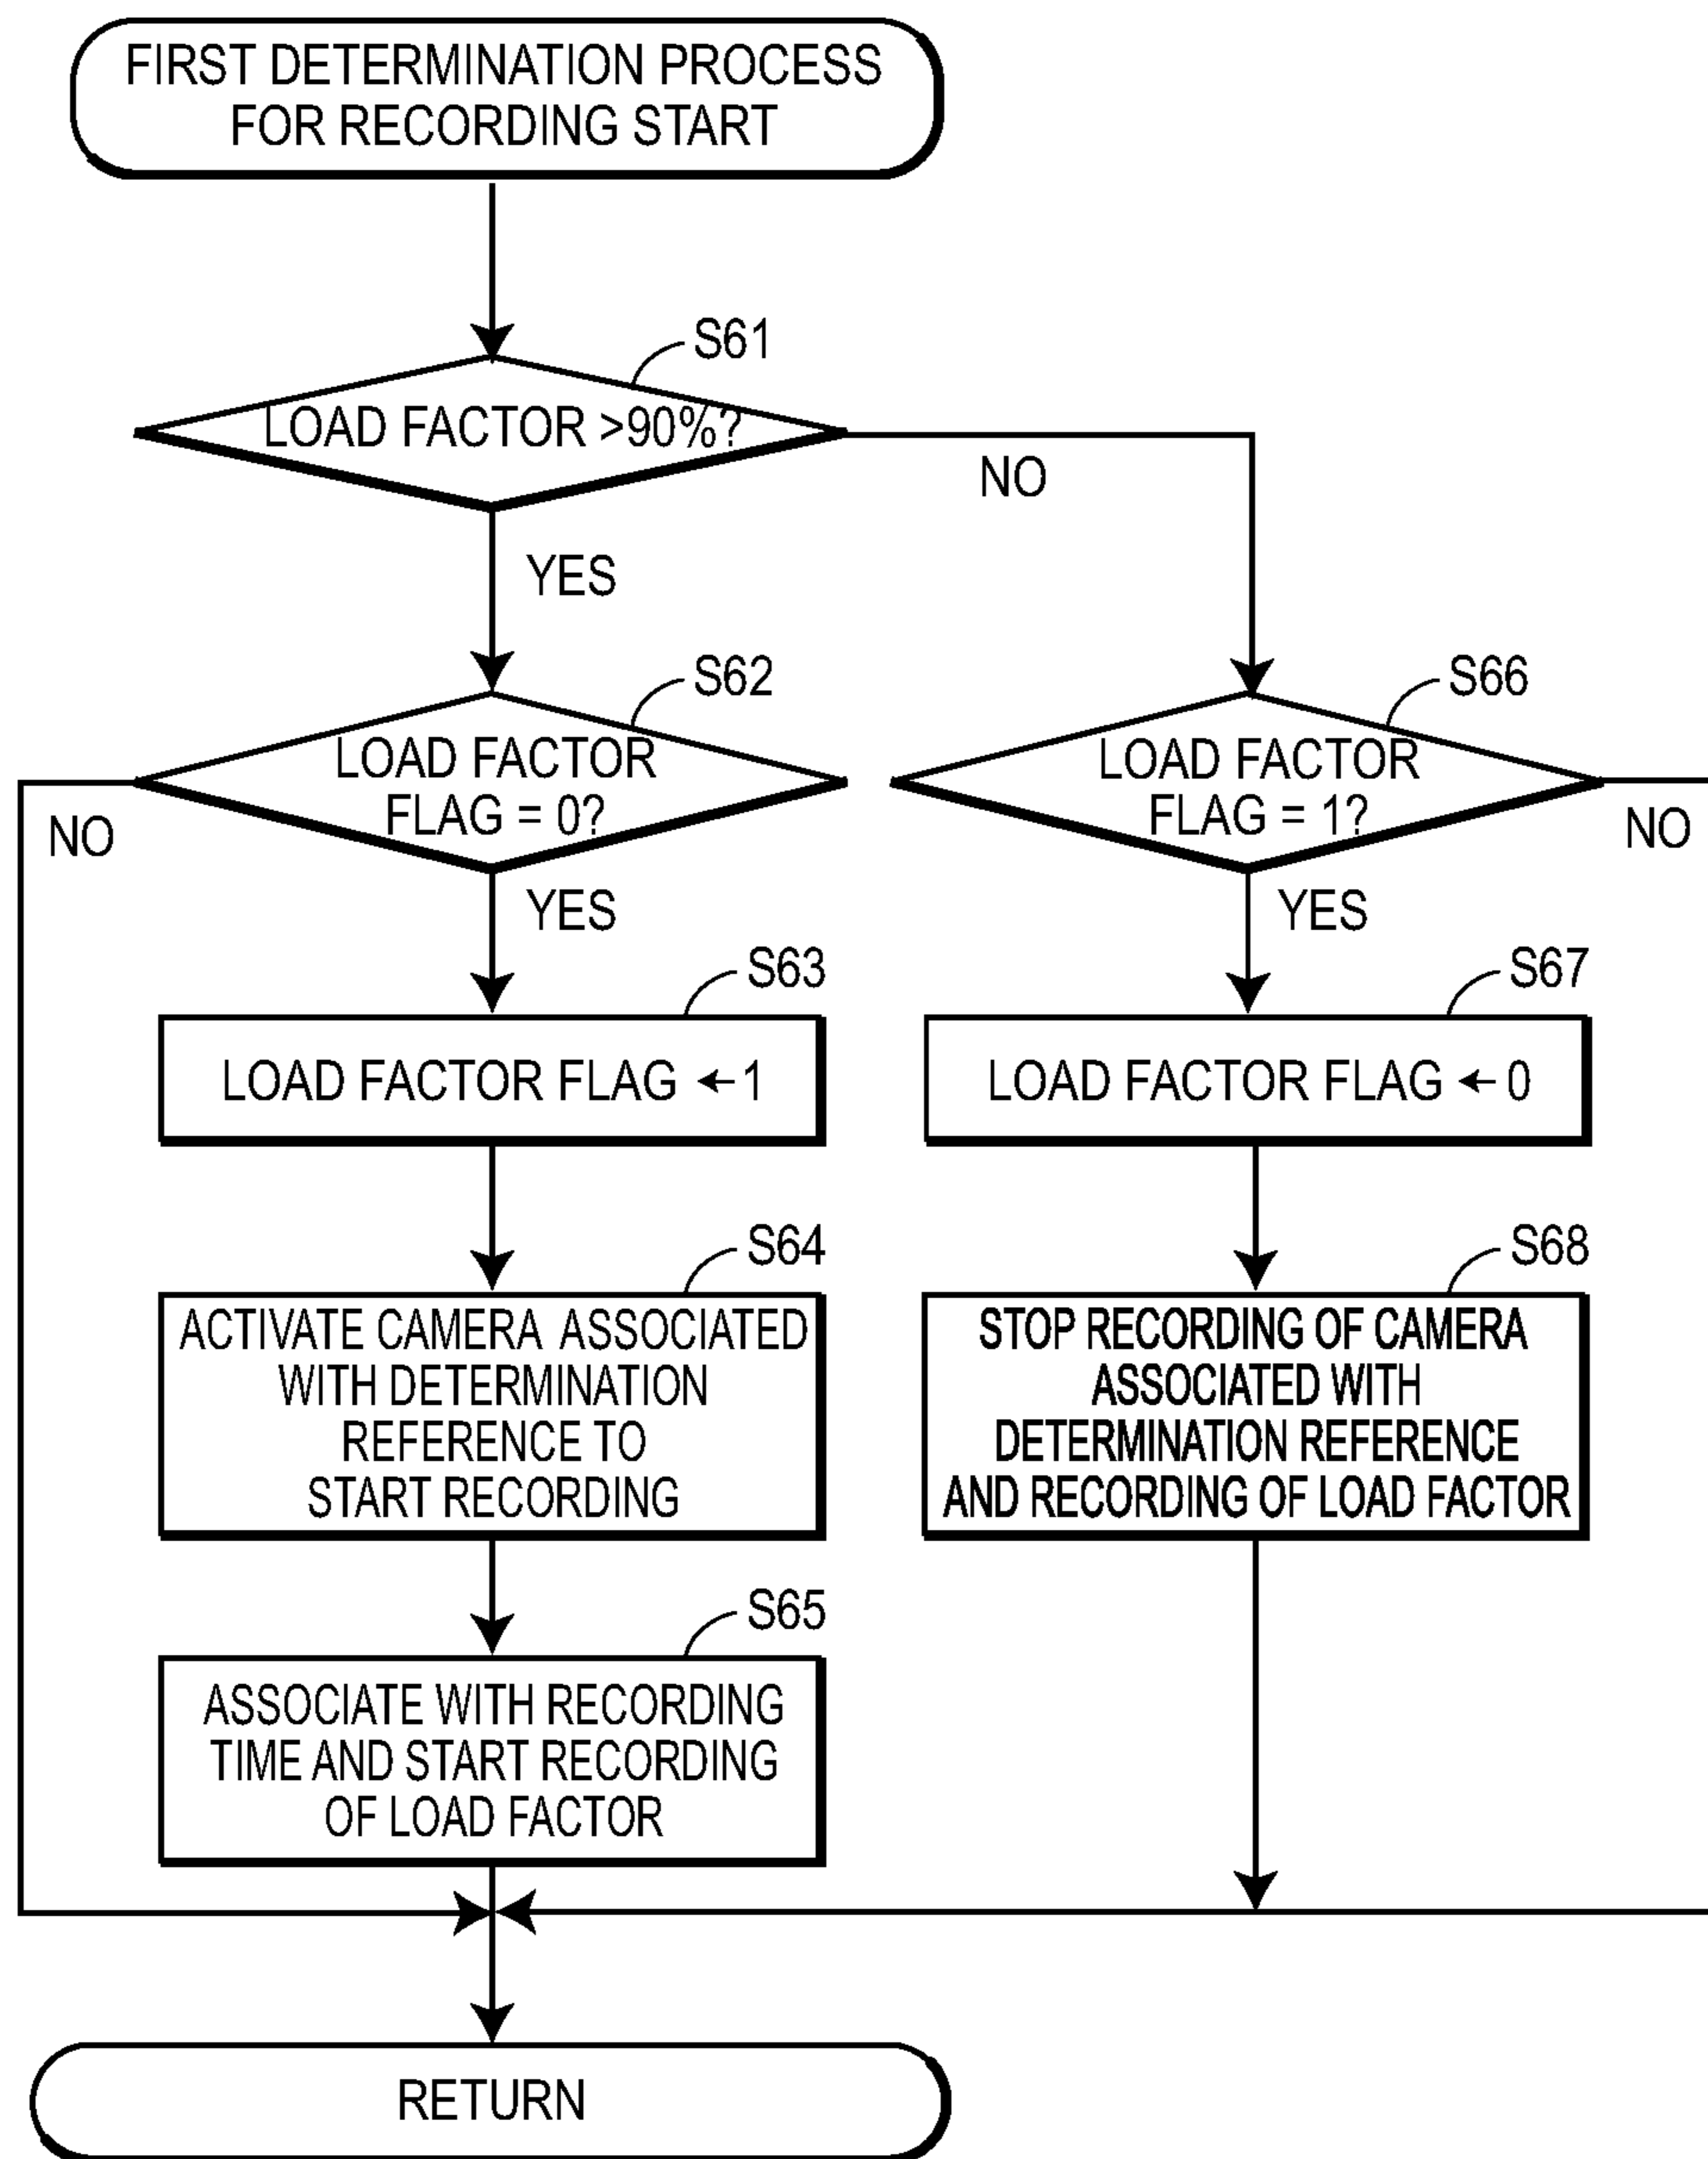 FIRST DETERMINATION PROCESS
FOR RECORDING START
S61
LOAD FACTOR >90%?
NO
YES
S62
LOAD FACTOR
FLAG = 0?
NO
YES
S66
LOAD FACTOR
FLAG = 1?
NO
YES
S63
LOAD FACTOR FLAG ← 1
S67
LOAD FACTOR FLAG ← 0
S64
ACTIVATE CAMERA ASSOCIATED
WITH DETERMINATION
REFERENCE TO
START RECORDING
S68
STOP RECORDING OF CAMERA
ASSOCIATED WITH
DETERMINATION REFERENCE
AND RECORDING OF LOAD FACTOR
S65
ASSOCIATE WITH RECORDING
TIME AND START RECORDING
OF LOAD FACTOR
RETURN